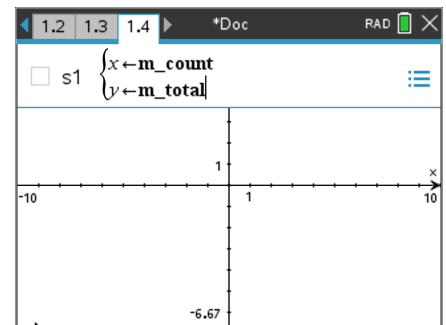 1.2 1.3 1.4 *Doc RAD
s1 x←m_count
y←m_total
1
x
-10 1 10
-6.67